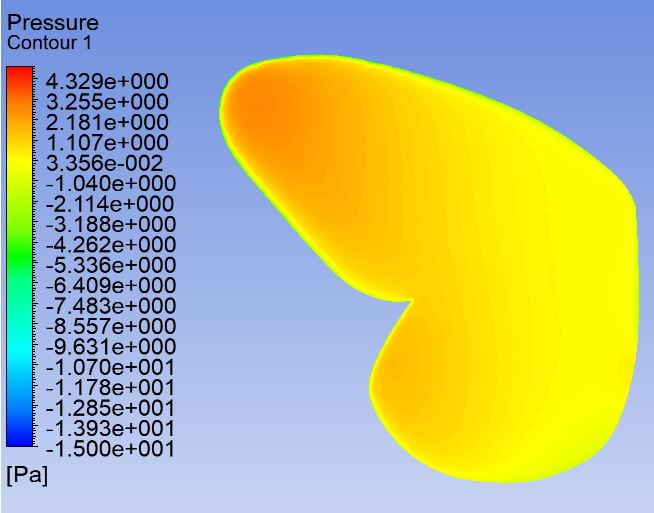 Pressure
Contour 1
4.329e+000
3.255e+000
2.181e+000
1.107e+000
3.356e-002
-1.040e+000
-2.114e+000
-3.188e+000
-4.262e+000
-5.336e+000
-6.409e+000
-7.483e+000
-8.557e+000
-9.631e+000
-1.070e+001
-1.178e+001
-1.285e+001
-1.393e+001
-1.500e+001
[Pa]